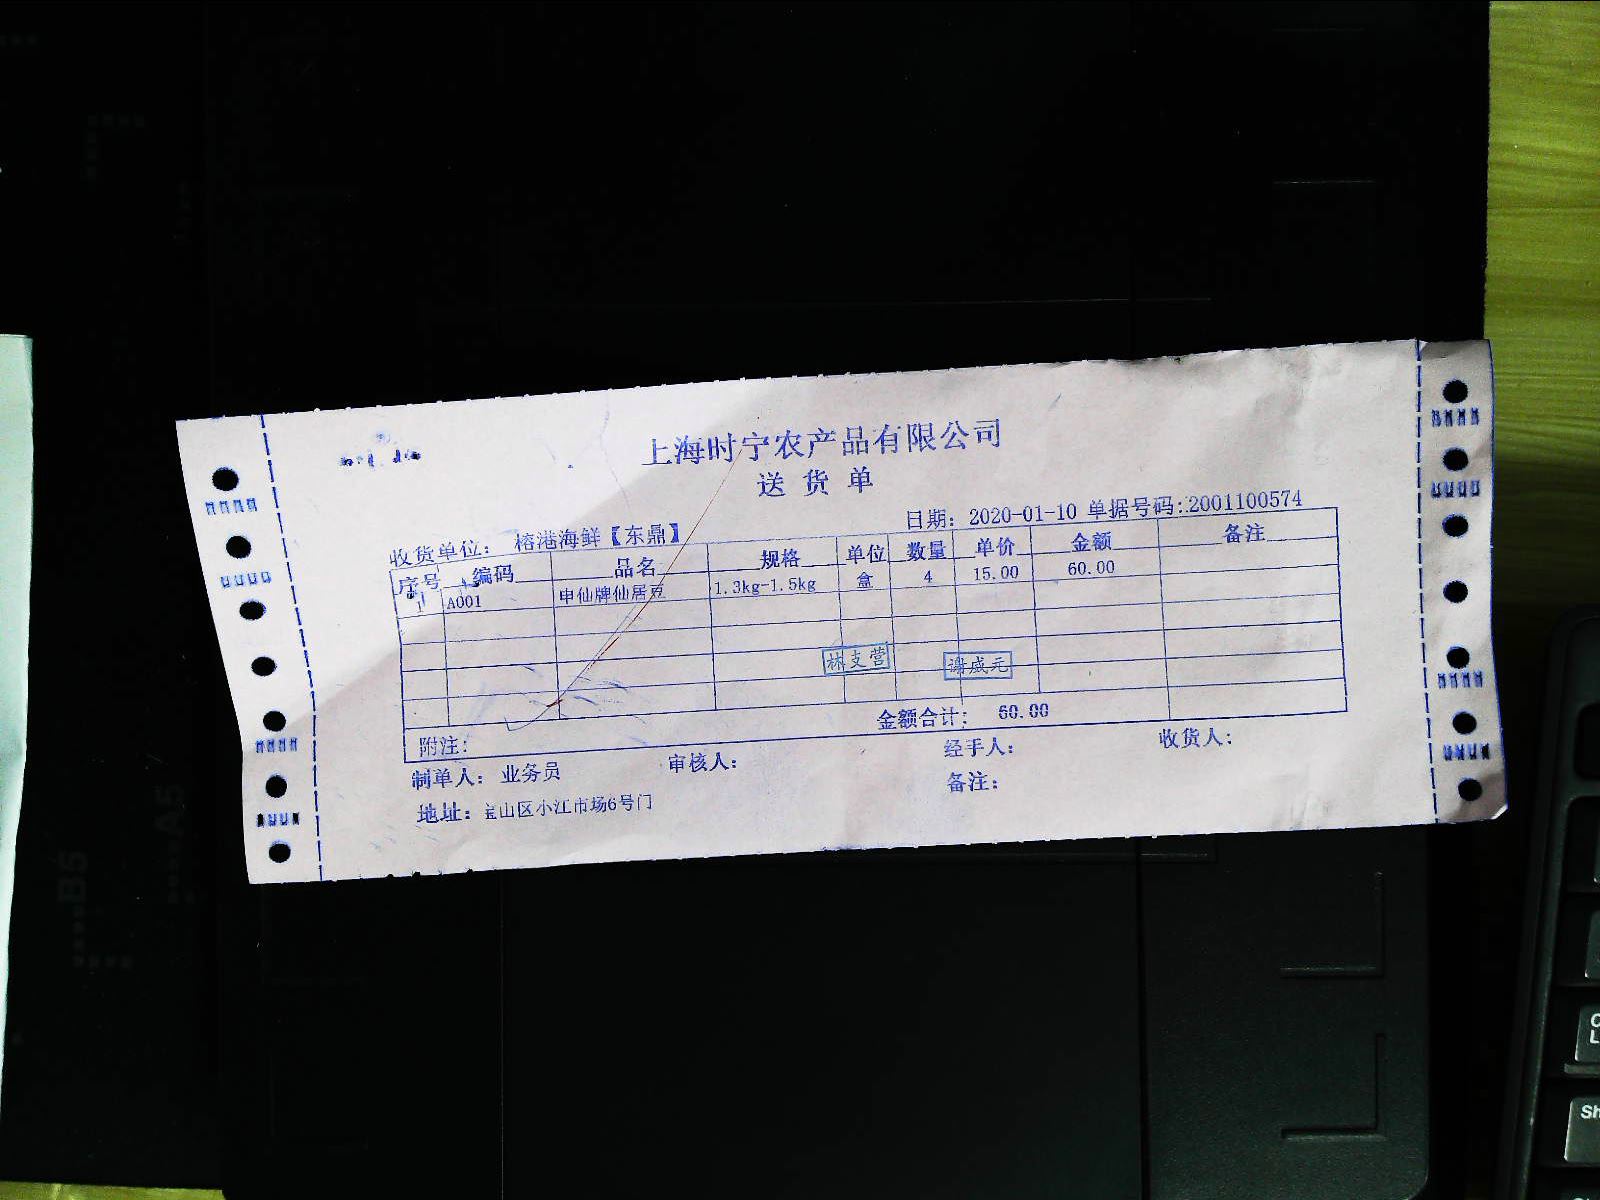 上海时宁农产品有限公司
送货单
日期: 2020-01-10 单据号码:2001100574
收货单位: 榕港海鲜【东鼎】
序号 编码 品名 规格 单位 数量 单价 金额 备注
1 A001 申仙牌仙居豆 1.3kg-1.5kg 盒 4 15.00 60.00
林支营 谢成元
金额合计: 60.00
附注:
制单人: 业务员 审核人: 经手人: 收货人:
地址: 宝山区小江市场6号门 备注:
B5
A5
Sh